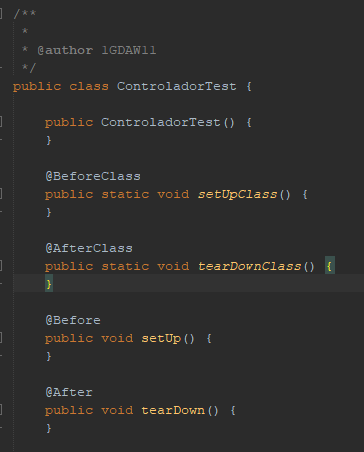 /**
*
* @author 1GDAW11
*/
public class ControladorTest {
public ControladorTest() {
}
@BeforeClass
public static void setUpClass() {
}
@AfterClass
public static void tearDownClass() {
}
@Before
public void setUp() {
}
@After
public void tearDown() {
}